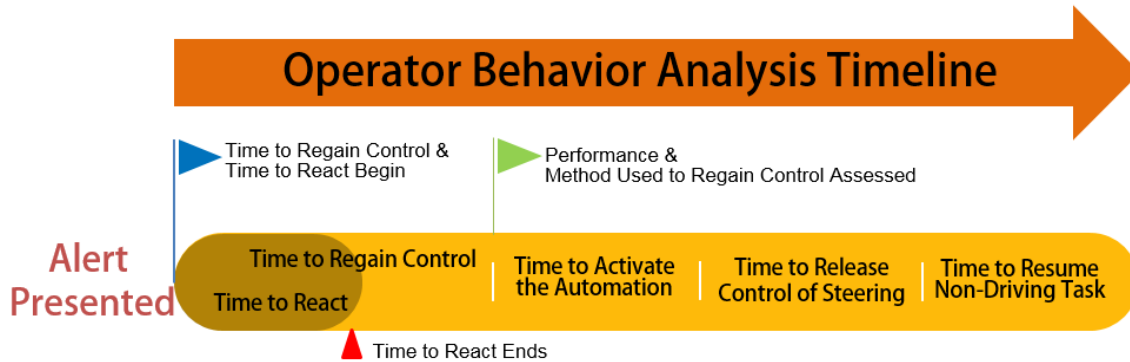 Operator Behavior Analysis Timeline
Time to Regain Control &
Time to React Begin
Performance &
Method Used to Regain Control Assessed
Alert
Presented
Time to Regain Control
Time to React
Time to Activate
the Automation
Time to Release
Control of Steering
Time to Resume
Non-Driving Task
Time to React Ends